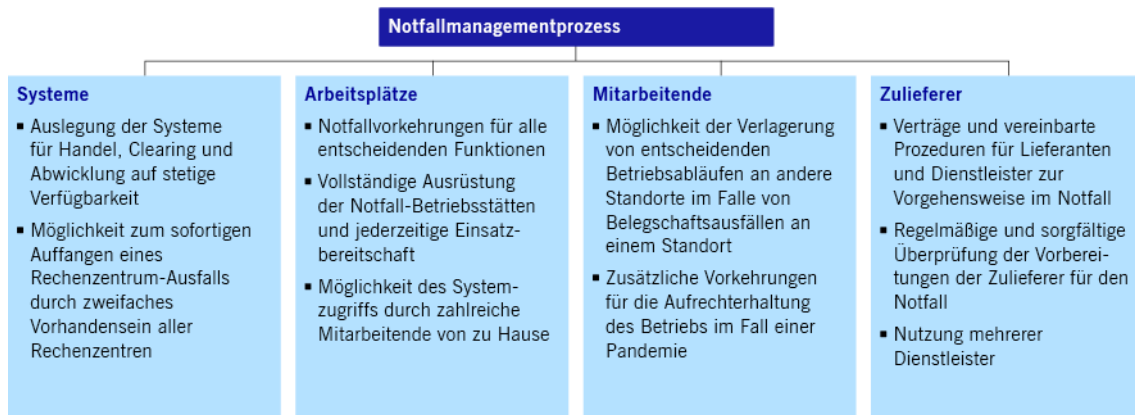 Notfallmanagementprozess
Systeme
▪ Auslegung der Systeme
für Handel, Clearing und
Abwicklung auf stetige
Verfügbarkeit
▪ Möglichkeit zum sofortigen
Auffangen eines
Rechenzentrum-Ausfalls
durch zweifaches
Vorhandensein aller
Rechenzentren
Arbeitsplätze
▪ Notfallvorkehrungen für alle
entscheidenden Funktionen
▪ Vollständige Ausrüstung
der Notfall-Betriebsstätten
und jederzeitige Einsatz-
bereitschaft
▪ Möglichkeit des System-
zugriffs durch zahlreiche
Mitarbeitende von zu Hause
Mitarbeitende
▪ Möglichkeit der Verlagerung
von entscheidenden
Betriebsabläufen an andere
Standorte im Falle von
Belegschaftsausfällen an
einem Standort
▪ Zusätzliche Vorkehrungen
für die Aufrechterhaltung
des Betriebs im Fall einer
Pandemie
Zulieferer
▪ Verträge und vereinbarte
Prozeduren für Lieferanten
und Dienstleister zur
Vorgehensweise im Notfall
▪ Regelmäßige und sorgfältige
Überprüfung der Vorberei-
tungen der Zulieferer für den
Notfall
▪ Nutzung mehrerer
Dienstleister